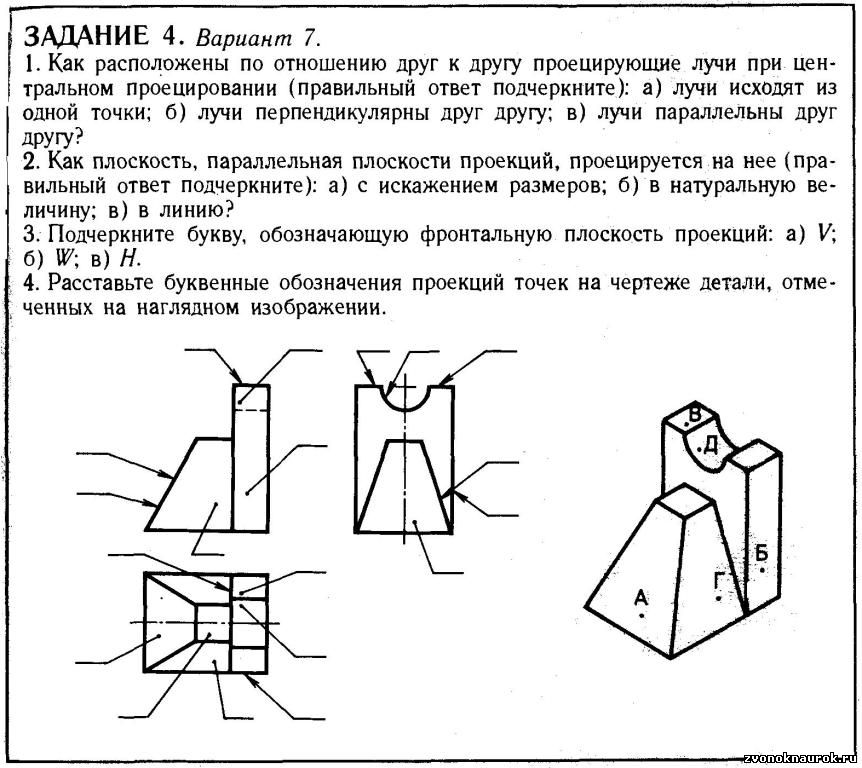 ЗАДАНИЕ 4. Вариант 7.
1. Как расположены по отношению друг к другу проецирующие лучи при цен-
тральном проецировании (правильный ответ подчеркните): а) лучи исходят из
одной точки; б) лучи перпендикулярны друг другу; в) лучи параллельны друг
другу?
2. Как плоскость, параллельная плоскости проекций, проецируется на нее (пра-
вильный ответ подчеркните): а) с искажением размеров; б) в натуральную ве-
личину; в) в линию?
3. Подчеркните букву, обозначающую фронтальную плоскость проекций: а) V;
б) W; в) H.
4. Расставьте буквенные обозначения проекций точек на чертеже детали, отме-
ченных на наглядном изображении.
В
Д
Б
Г
А
zvonoknaurok.ru